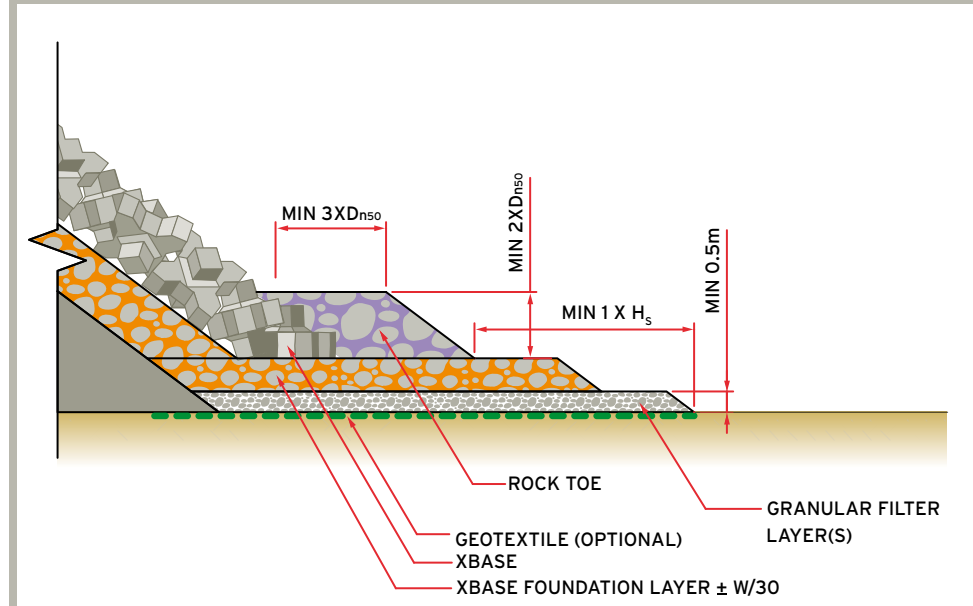 MIN 3XDn50
MIN 2XDn50
MIN 0.5m
MIN 1 X Hs
ROCK TOE
GRANULAR FILTER
LAYER(S)
GEOTEXTILE (OPTIONAL)
XBASE
XBASE FOUNDATION LAYER ± W/30